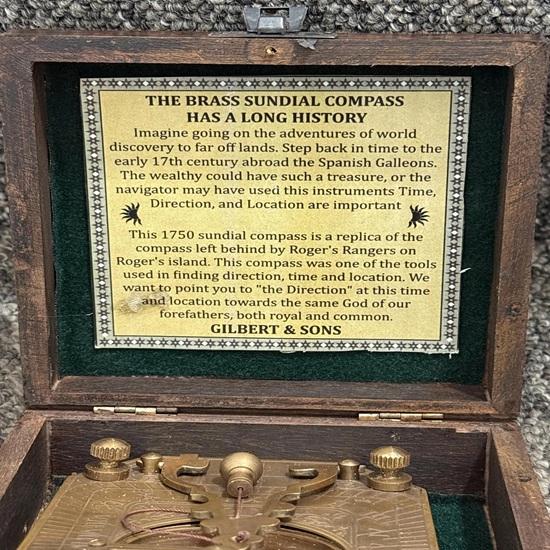 THE BRASS SUNDIAL COMPASS
HAS A LONG HISTORY
Imagine going on the adventures of world
discovery to far off lands. Step back in time to the
early 17th century abroad the Spanish Galleons.
The wealthy could have such a treasure, or the
navigator may have used this instruments Time,
Direction, and Location are important
This 1750 sundial compass is a replica of the
compass left behind by Roger's Rangers on
Roger's island. This compass was one of the tools
used in finding direction, time and location. We
want to point you to "the Direction" at this time
and location towards the same God of our
forefathers, both royal and common.
GILBERT & SONS